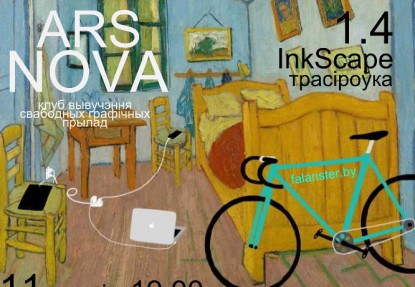 ARS
NOVA
клуб вывучэння
свабодных графічных
прылад
1.4
InkScape
трасіроўка
falanster.by